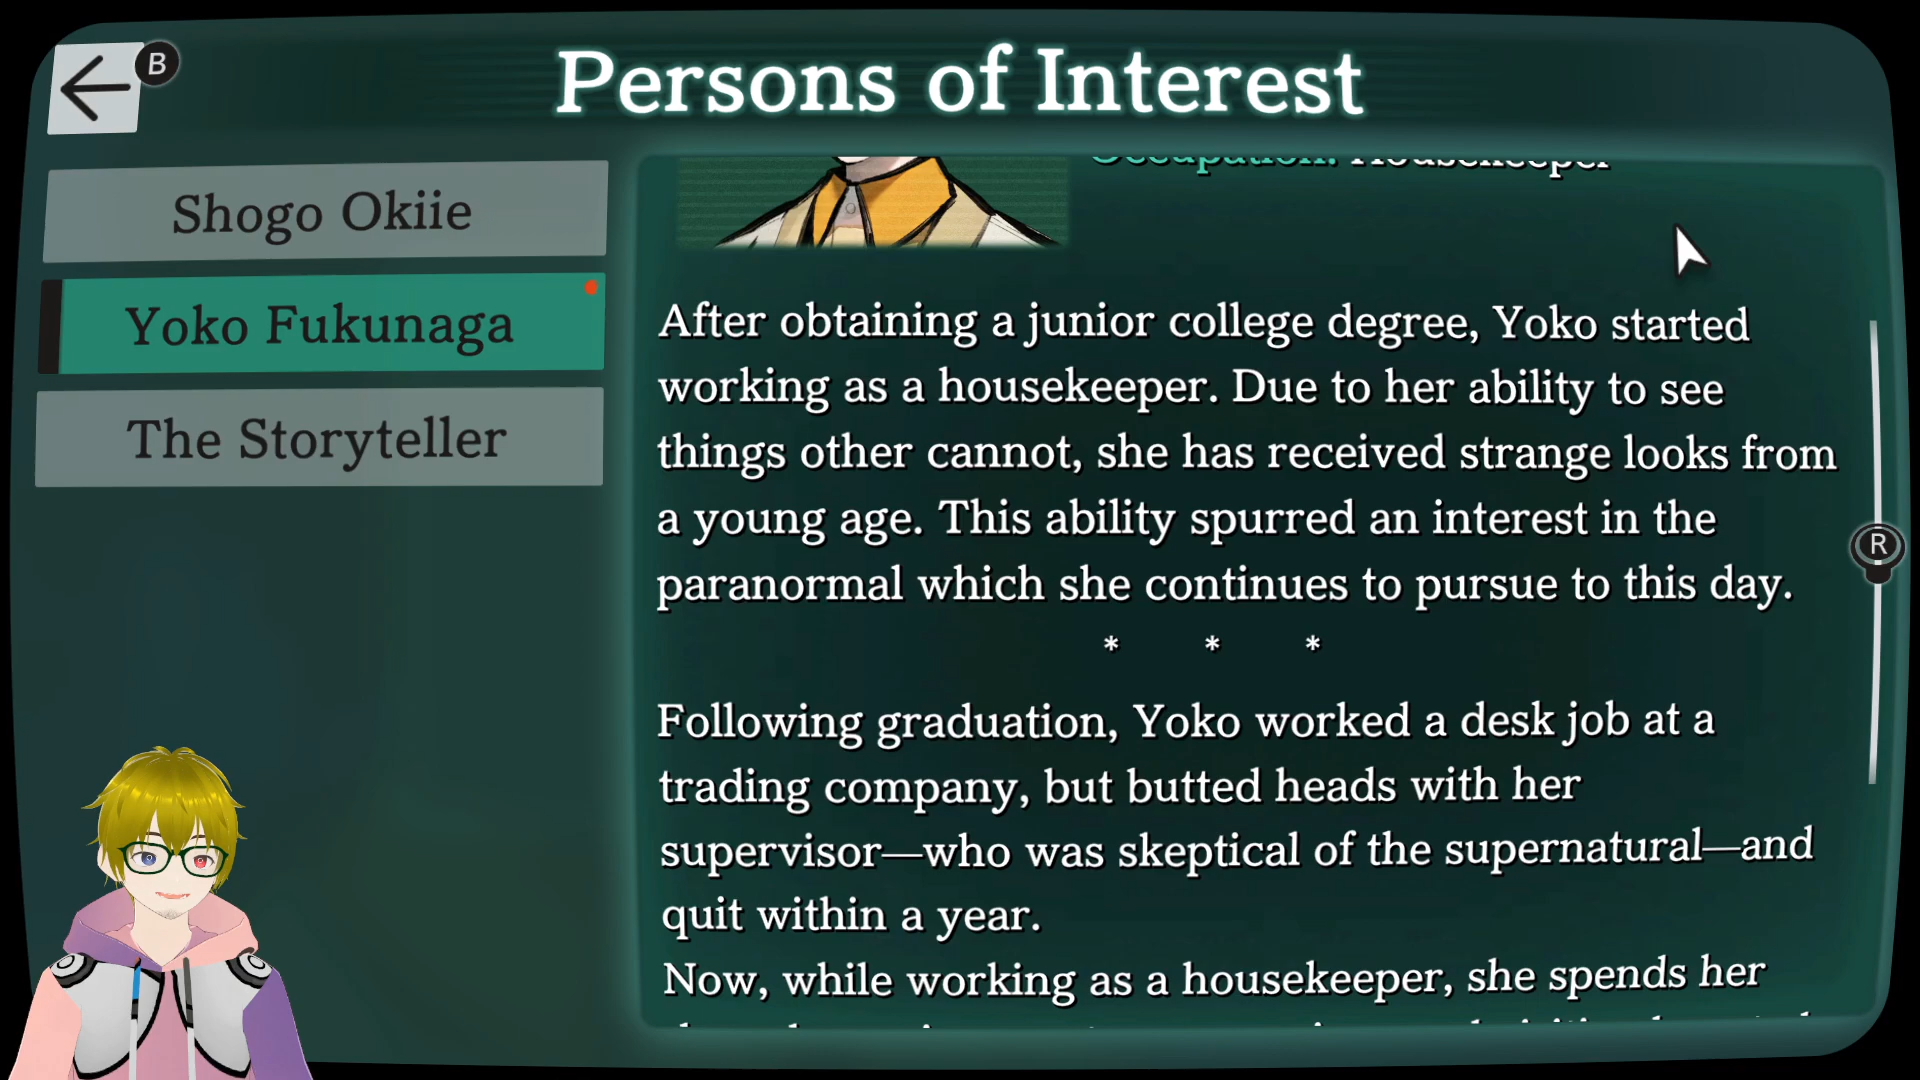 B
Persons of Interest
Shogo Okiie
Yoko Fukunaga
The Storyteller
Occupation: Housekeeper
After obtaining a junior college degree, Yoko started
working as a housekeeper. Due to her ability to see
things other cannot, she has received strange looks from
a young age. This ability spurred an interest in the
paranormal which she continues to pursue to this day.
* * *
Following graduation, Yoko worked a desk job at a
trading company, but butted heads with her
supervisor—who was skeptical of the supernatural—and
quit within a year.
Now, while working as a housekeeper, she spends her
R